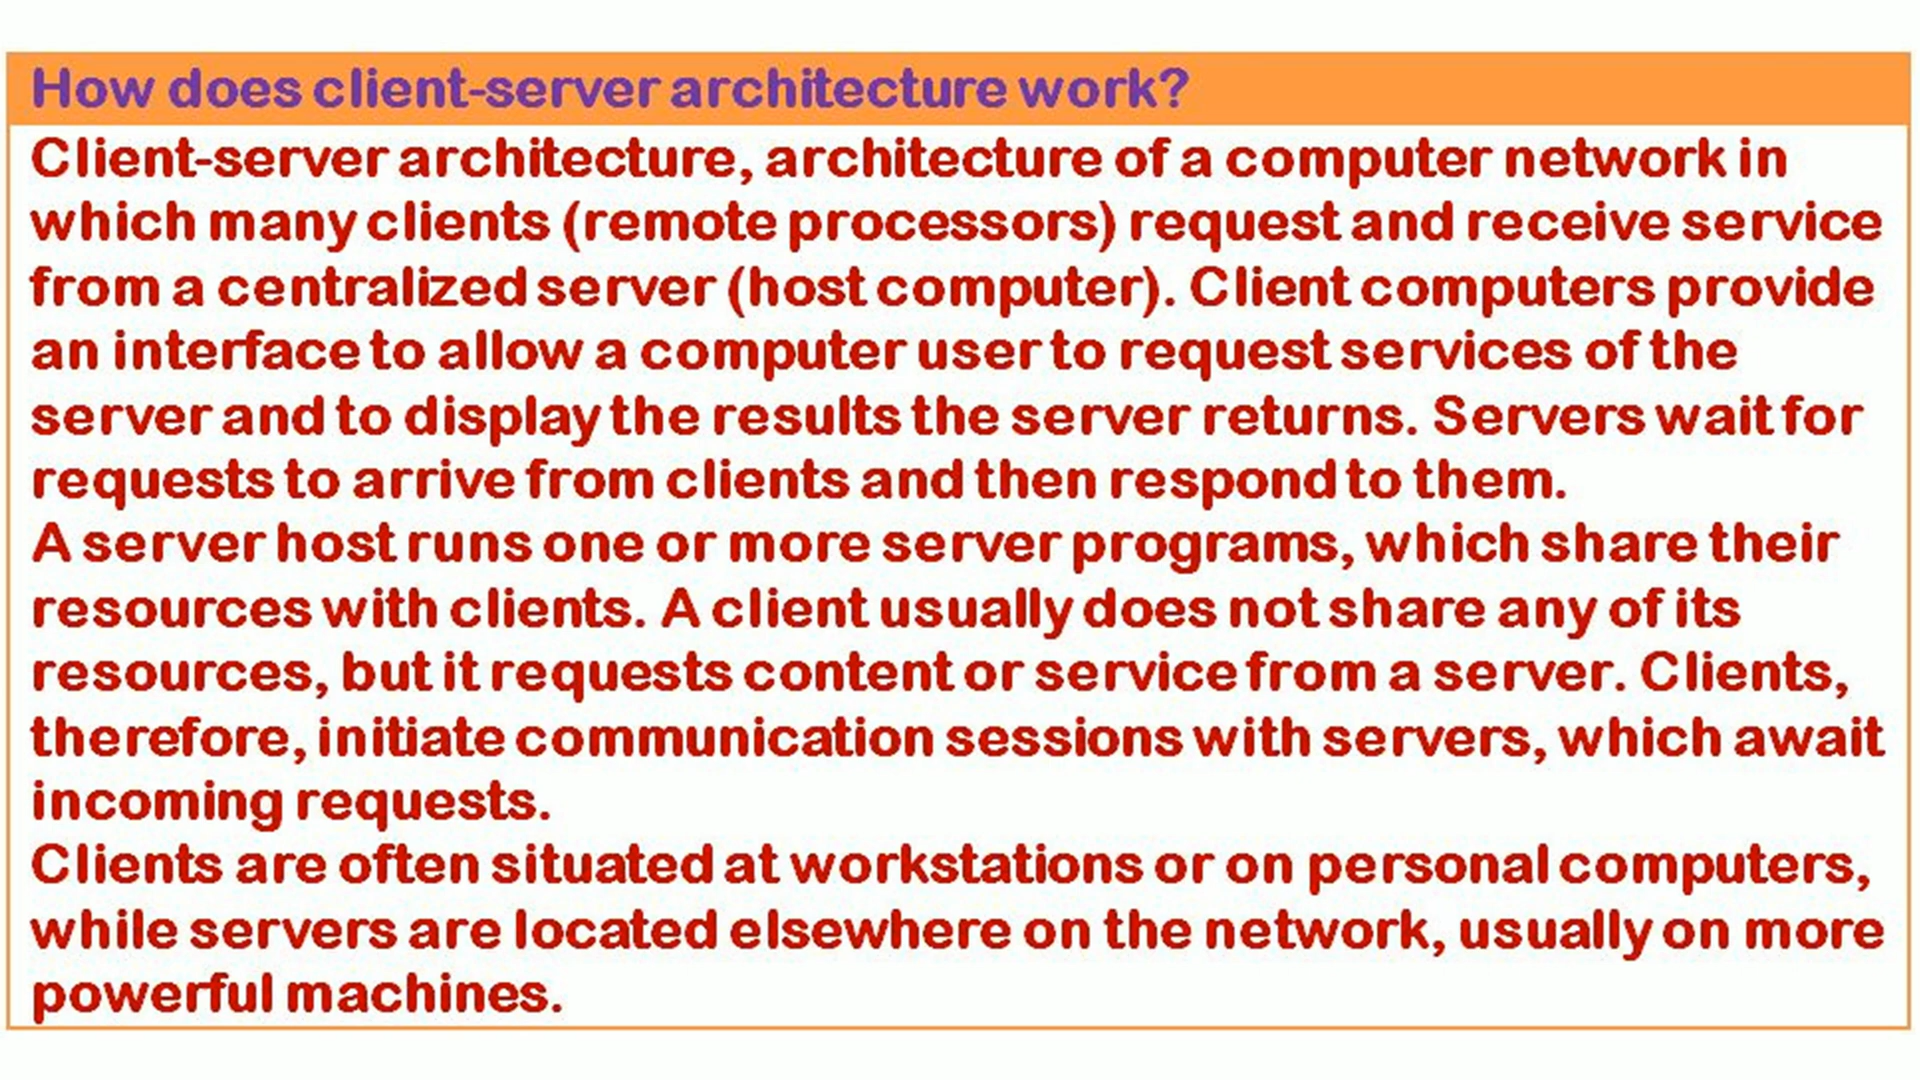 How does client-server architecture work?
Client-server architecture, architecture of a computer network in
which many clients (remote processors) request and receive service
from a centralized server (host computer). Client computers provide
an interface to allow a computer user to request services of the
server and to display the results the server returns. Servers wait for
requests to arrive from clients and then respond to them.
A server host runs one or more server programs, which share their
resources with clients. A client usually does not share any of its
resources, but it requests content or service from a server. Clients,
therefore, initiate communication sessions with servers, which await
incoming requests.
Clients are often situated at workstations or on personal computers,
while servers are located elsewhere on the network, usually on more
powerful machines.